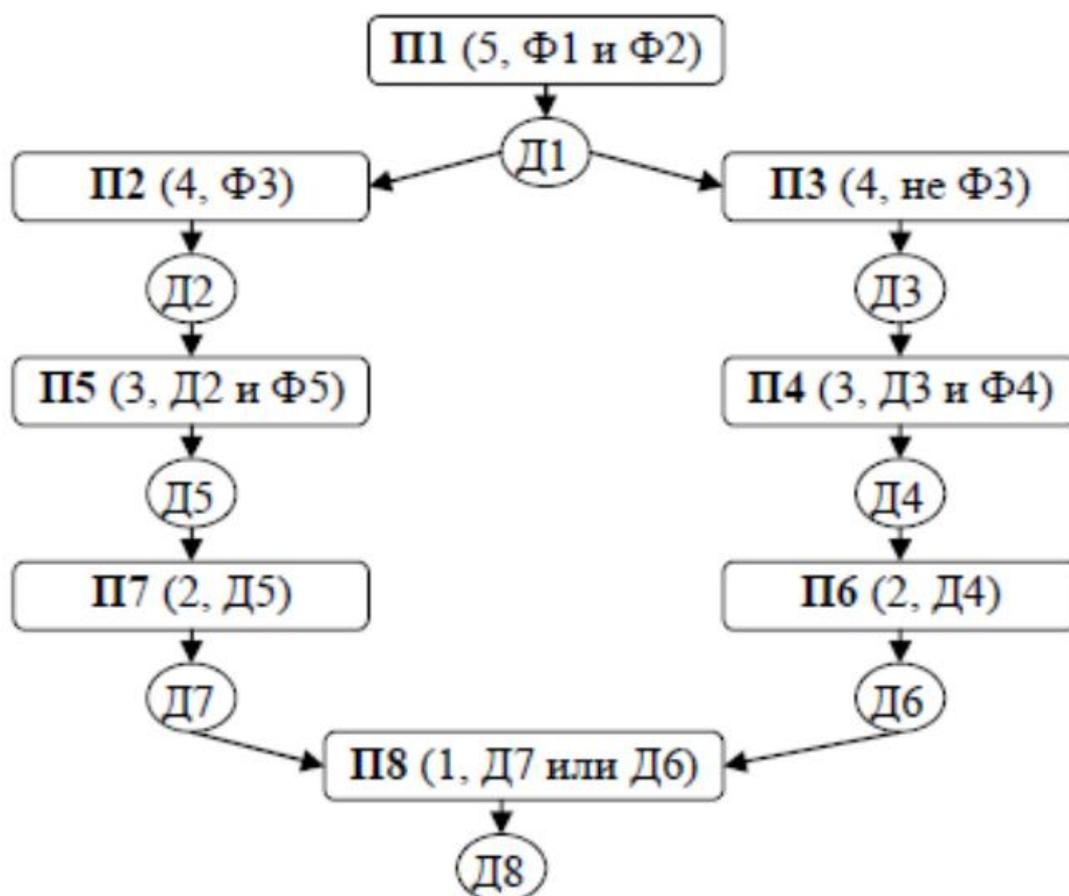 П1 (5, Ф1 и Ф2)
Д1
П2 (4, Ф3)
П3 (4, не Ф3)
Д2
Д3
П5 (3, Д2 и Ф5)
П4 (3, Д3 и Ф4)
Д5
Д4
П7 (2, Д5)
П6 (2, Д4)
Д7
Д6
П8 (1, Д7 или Д6)
Д8